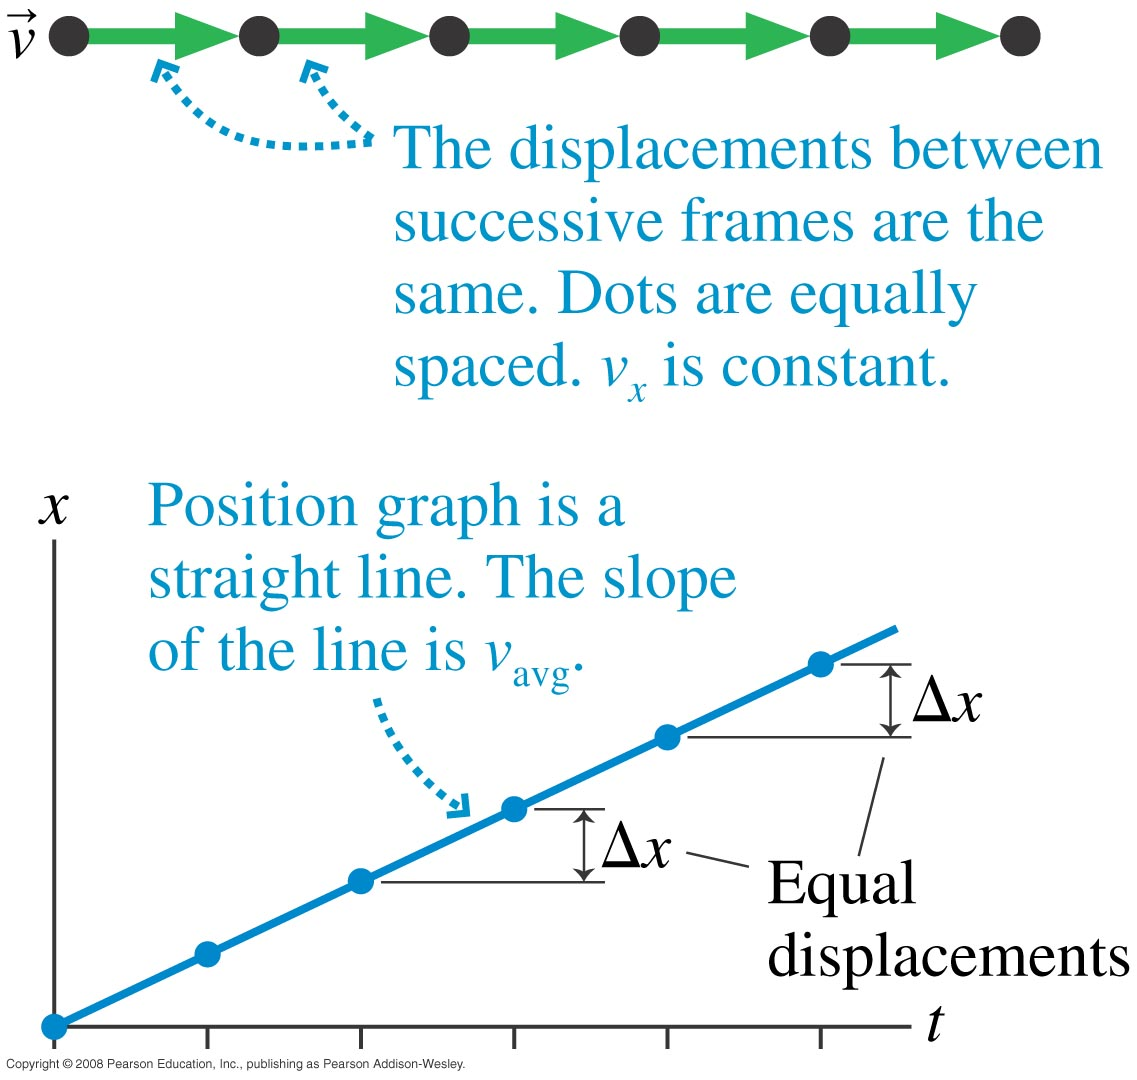 v⃗
The displacements between
successive frames are the
same. Dots are equally
spaced. vₓ is constant.
x
Position graph is a
straight line. The slope
of the line is v_avg.
Δx
Δx
Equal
displacements
t
Copyright © 2008 Pearson Education, Inc., publishing as Pearson Addison-Wesley.